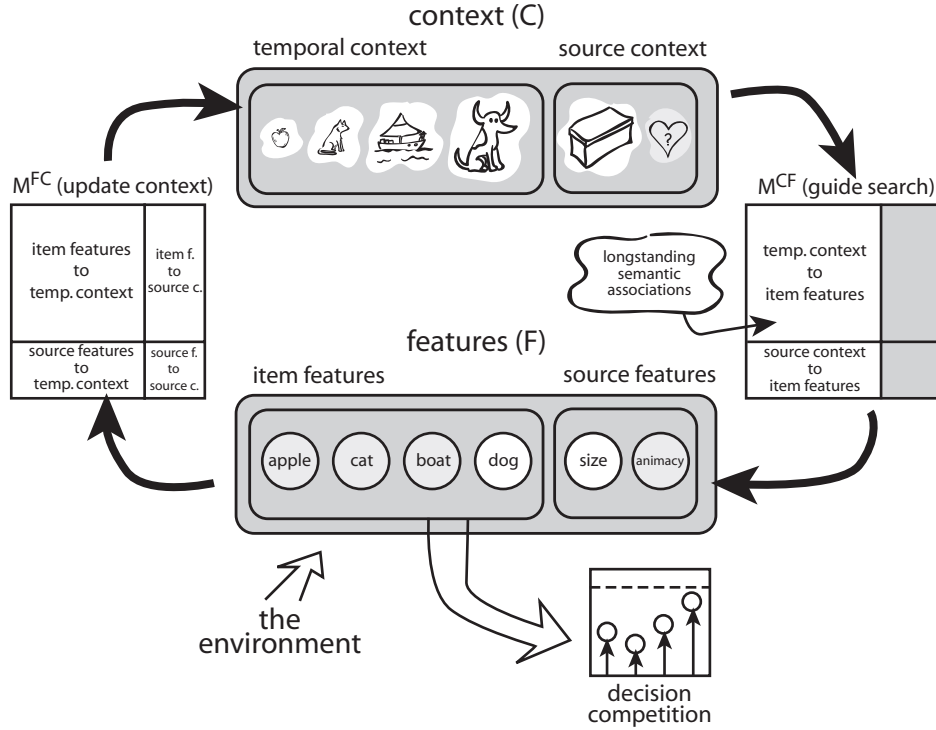 context (C)
temporal context
source context
?
M^FC (update context)
M^CF (guide search)
item features
to
temp. context
item f.
to
source c.
source features
to
temp. context
source f.
to
source c.
longstanding
semantic
associations
temp. context
to
item features
source context
to
item features
features (F)
item features
source features
apple
cat
boat
dog
size
animacy
the
environment
decision
competition